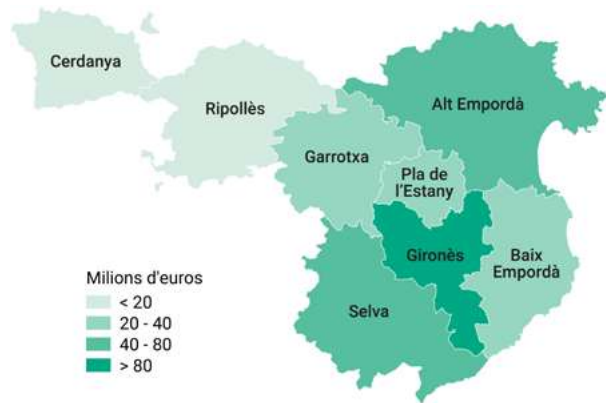 Cerdanya
Ripollès
Alt Empordà
Garrotxa
Pla de
l'Estany
Gironès
Baix
Empordà
Selva
Milions d'euros
< 20
20 - 40
40 - 80
> 80